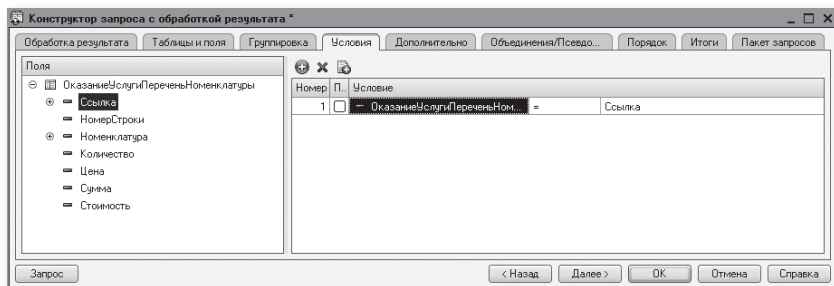 Конструктор запроса с обработкой результата *
Обработка результата Таблицы и поля Группировка Условия Дополнительно Объединения/Псевдо... Порядок Итоги Пакет запросов
Поля
ОказаниеУслугиПереченьНоменклатуры
Ссылка
НомерСтроки
Номенклатура
Количество
Цена
Сумма
Стоимость
Номер П.. Условие
1 ОказаниеУслугиПереченьНом... = Ссылка
Запрос < Назад Далее > OK Отмена Справка